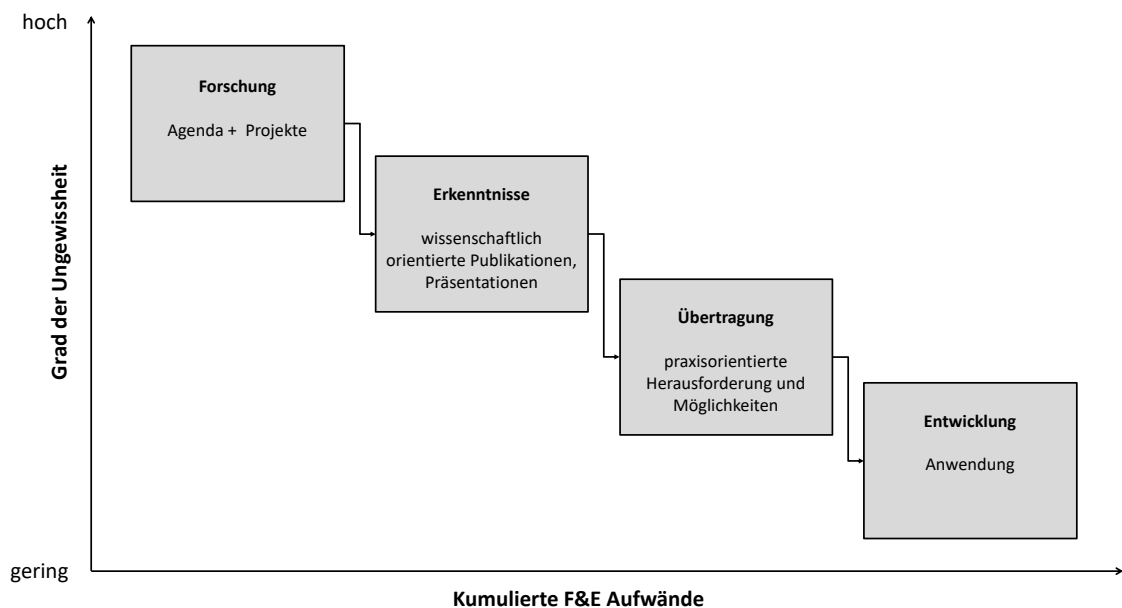 hoch
Forschung
Agenda + Projekte
Erkenntnisse
wissenschaftlich
orientierte Publikationen,
Präsentationen
Übertragung
praxisorientierte
Herausforderung und
Möglichkeiten
Entwicklung
Anwendung
Grad der Ungewissheit
gering
Kumulierte F&E Aufwände